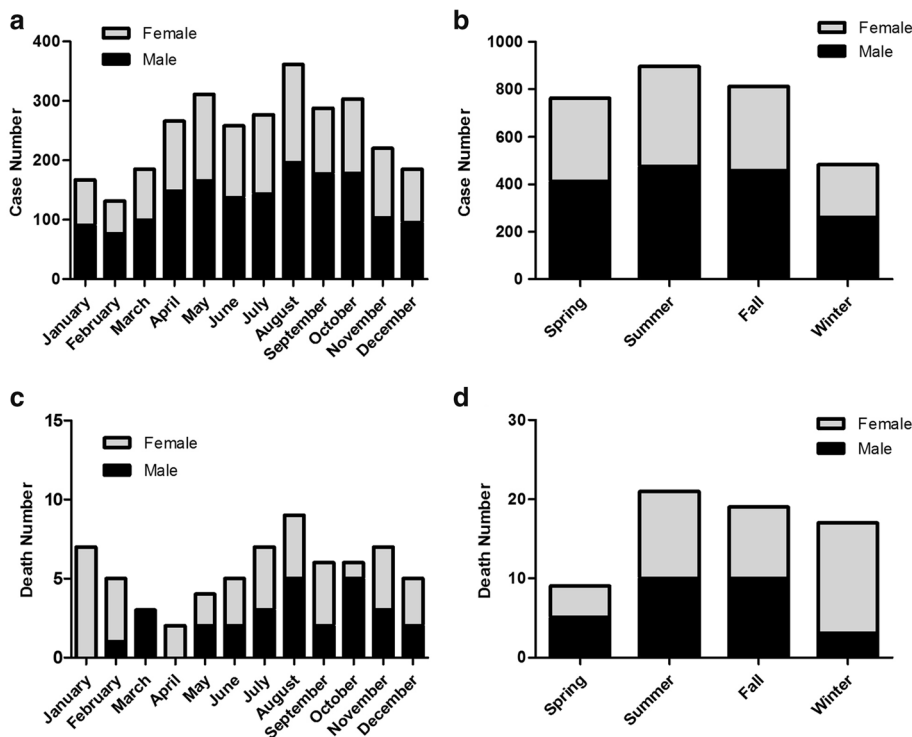 a
Female
Male
Case Number
400
300
200
100
0
January
February
March
April
May
June
July
August
September
October
November
December
b
Female
Male
Case Number
1000
800
600
400
200
0
Spring
Summer
Fall
Winter
c
Female
Male
Death Number
15
10
5
0
January
February
March
April
May
June
July
August
September
October
November
December
d
Female
Male
Death Number
30
20
10
0
Spring
Summer
Fall
Winter